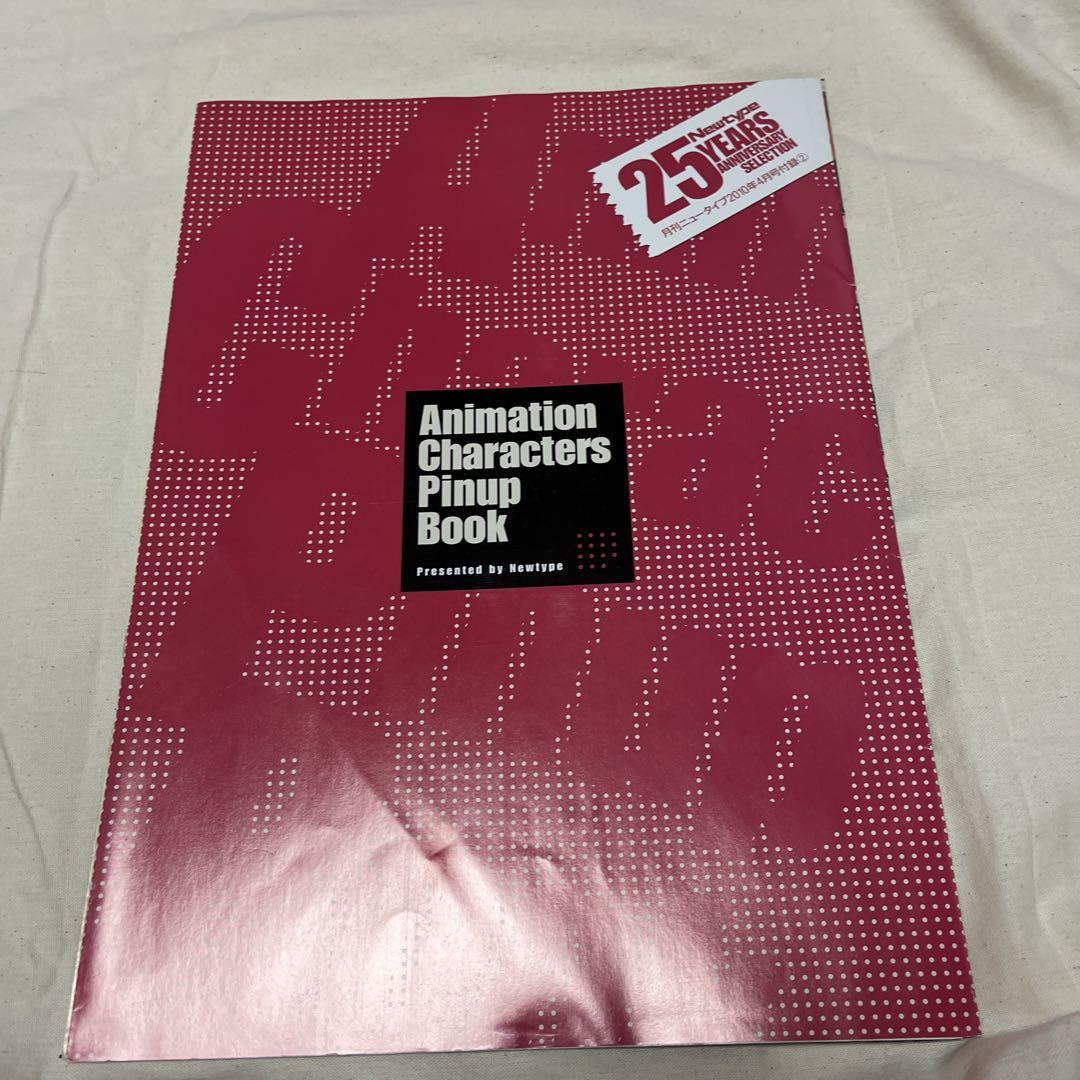 Newtype
25 YEARS
ANNIVERSARY
SELECTION
月刊ニュータイプ2010年4月号付録②
Animation
Characters
Pinup
Book
Presented by Newtype